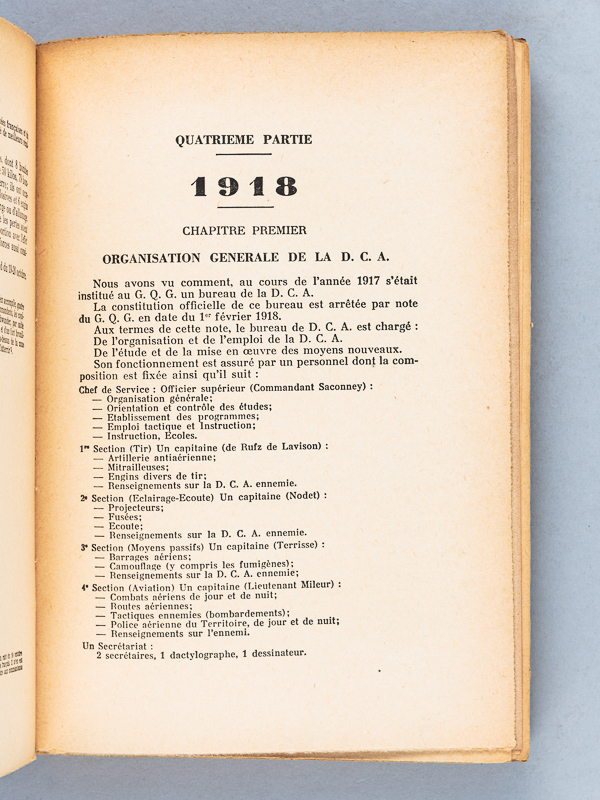 QUATRIEME PARTIE
1918
CHAPITRE PREMIER
ORGANISATION GENERALE DE LA D. C. A.
Nous avons vu comment, au cours de l'année 1917 s'était
institué au G. Q. G. un bureau de la D. C. A.
La constitution officielle de ce bureau est arrêtée par note
du G. Q. G. en date du 1er février 1918.
Aux termes de cette note, le bureau de D. C. A. est chargé :
De l'organisation et de l'emploi de la D. C. A.
De l'étude et de la mise en œuvre des moyens nouveaux.
Son fonctionnement est assuré par un personnel dont la com-
position est fixée ainsi qu'il suit :
Chef de Service : Officier supérieur (Commandant Saconney) :
— Organisation générale;
— Orientation et contrôle des études;
— Etablissement des programmes;
— Emploi tactique et Instruction;
— Instruction, Ecoles.
1re Section (Tir) Un capitaine (de Rufz de Lavison) :
— Artillerie antiaérienne;
— Mitrailleuses;
— Engins divers de tir;
— Renseignements sur la D. C. A. ennemie.
2e Section (Eclairage-Ecoute) Un capitaine (Nodet) :
— Projecteurs;
— Fusées;
— Ecoute;
— Renseignements sur la D. C. A. ennemie.
3e Section (Moyens passifs) Un capitaine (Terrisse) :
— Barrages aériens;
— Camouflage (y compris les fumigènes);
— Renseignements sur la D. C. A. ennemie;
4e Section (Aviation) Un capitaine (Lieutenant Mileur) :
— Combats aériens de jour et de nuit;
— Routes aériennes;
— Tactiques ennemies (bombardements);
— Police aérienne du Territoire, de jour et de nuit;
— Renseignements sur l'ennemi.
Un Secrétariat :
2 secrétaires, 1 dactylographe, 1 dessinateur.